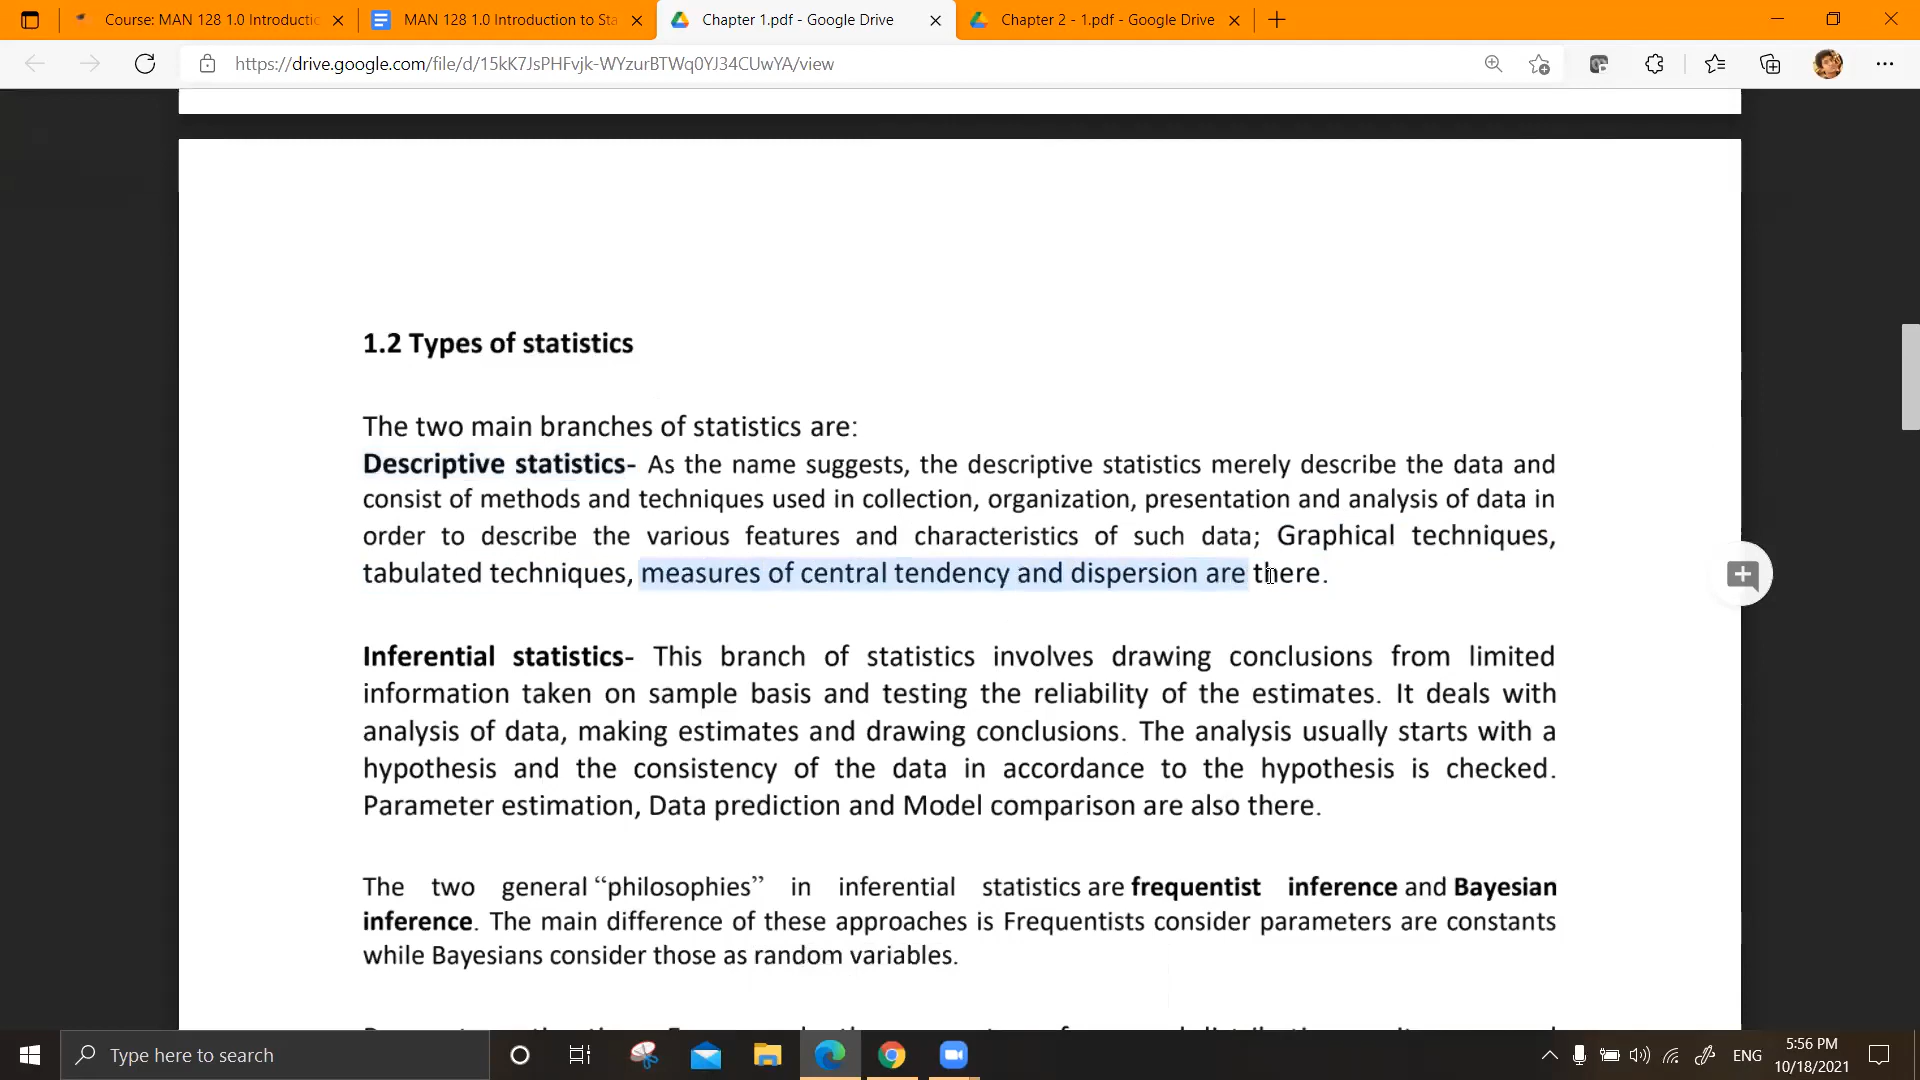 Course: MAN 128 1.0 Introductic
MAN 128 1.0 Introduction to Sta
Chapter 1.pdf - Google Drive
Chapter 2 - 1.pdf - Google Drive
https://drive.google.com/file/d/15kK7JsPHFvjk-WYzurBTWq0YJ34CUwYA/view
1.2 Types of statistics
The two main branches of statistics are:
Descriptive statistics- As the name suggests, the descriptive statistics merely describe the data and
consist of methods and techniques used in collection, organization, presentation and analysis of data in
order to describe the various features and characteristics of such data; Graphical techniques,
tabulated techniques, measures of central tendency and dispersion are there.
Inferential statistics- This branch of statistics involves drawing conclusions from limited
information taken on sample basis and testing the reliability of the estimates. It deals with
analysis of data, making estimates and drawing conclusions. The analysis usually starts with a
hypothesis and the consistency of the data in accordance to the hypothesis is checked.
Parameter estimation, Data prediction and Model comparison are also there.
The two general “philosophies” in inferential statistics are frequentist inference and Bayesian
inference. The main difference of these approaches is Frequentists consider parameters are constants
while Bayesians consider those as random variables.
Type here to search
ENG
5:56 PM
10/18/2021